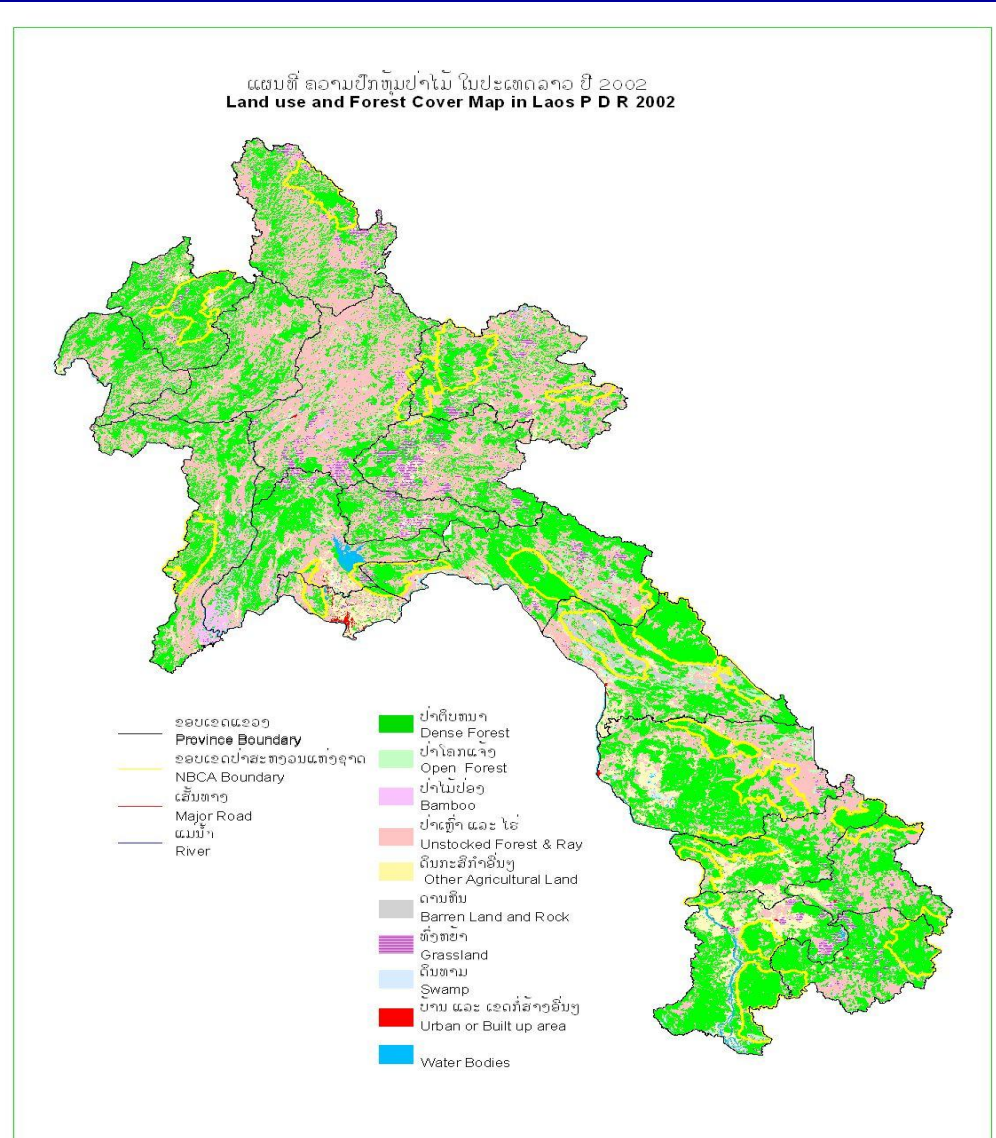 ແຜນທີ່ ຄວາມປົກຫຸ້ມປ່າໄມ້ ໃນປະເທດລາວ ປີ 2002
Land use and Forest Cover Map in Laos P D R 2002
ຂອບເຂດແຂວງ
Province Boundary
ຂອບເຂດປ່າສະຫງວນແຫ່ງຊາດ
NBCA Boundary
ເສັ້ນທາງ
Major Road
ແມ່ນ້ຳ
River
ປ່າດົບຫນາ
Dense Forest
ປ່າໂຄກແຈ້ງ
Open Forest
ປ່າໄມ້ປ່ອງ
Bamboo
ປ່າເຫຼົ່າ ແລະ ໄຮ່
Unstocked Forest & Ray
ດິນກະສິກຳອື່ນໆ
Other Agricultural Land
ດານຫີນ
Barren Land and Rock
ທົ່ງຫຍ້າ
Grassland
ດິນທາມ
Swamp
ບ້ານ ແລະ ເຂດກໍ່ສ້າງອື່ນໆ
Urban or Built up area
Water Bodies